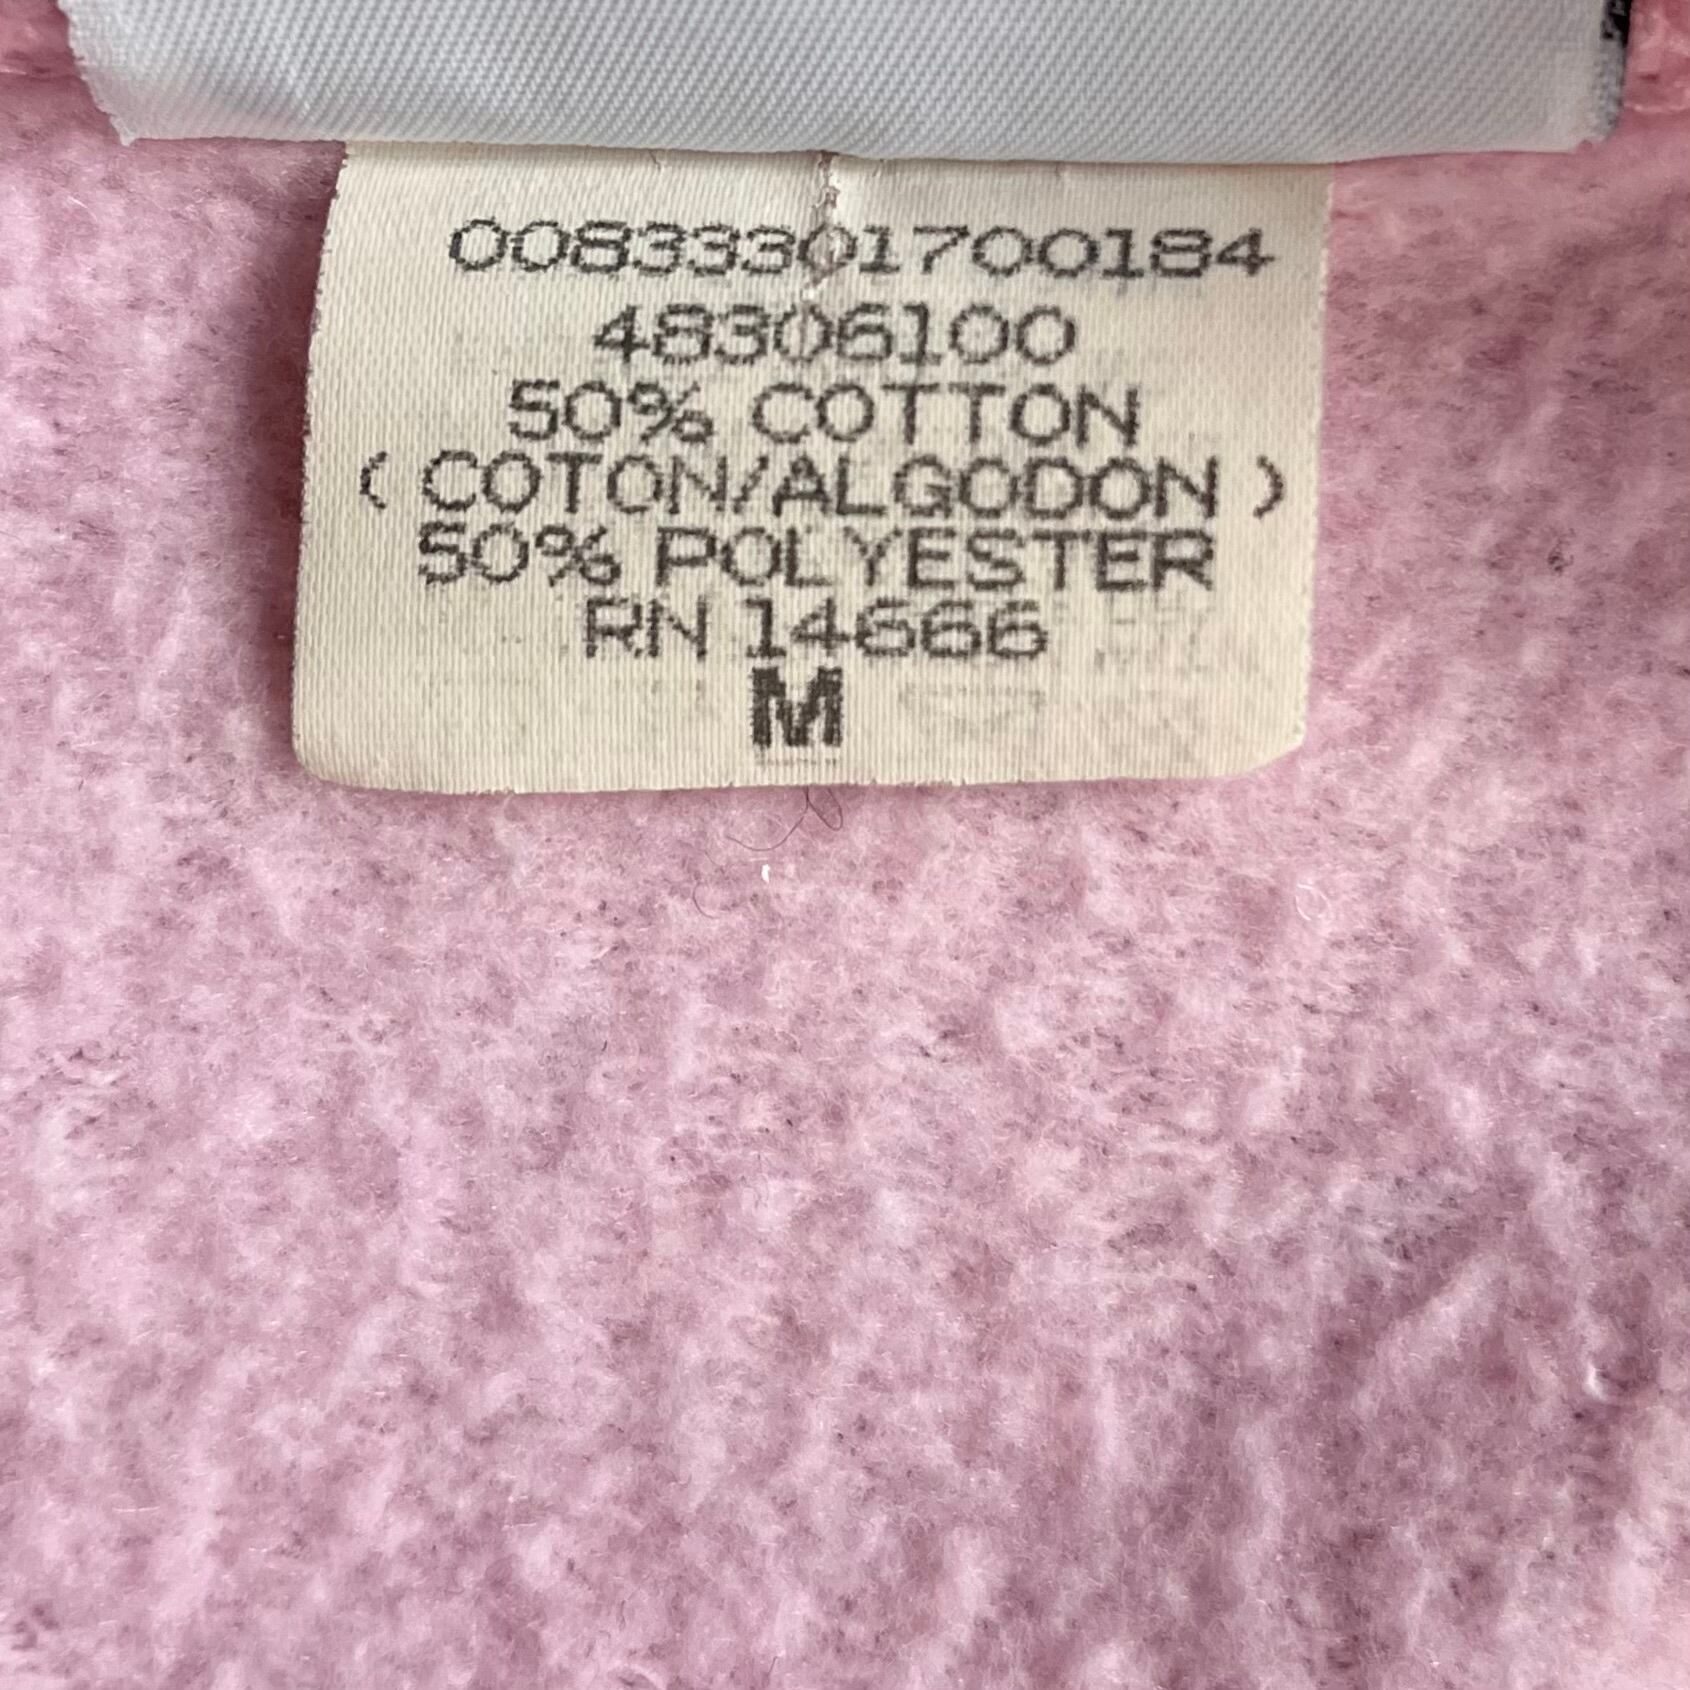 00833301700184
48306100
50% COTTON
( COTON/ALGODON )
50% POLYESTER
RN 14666
M